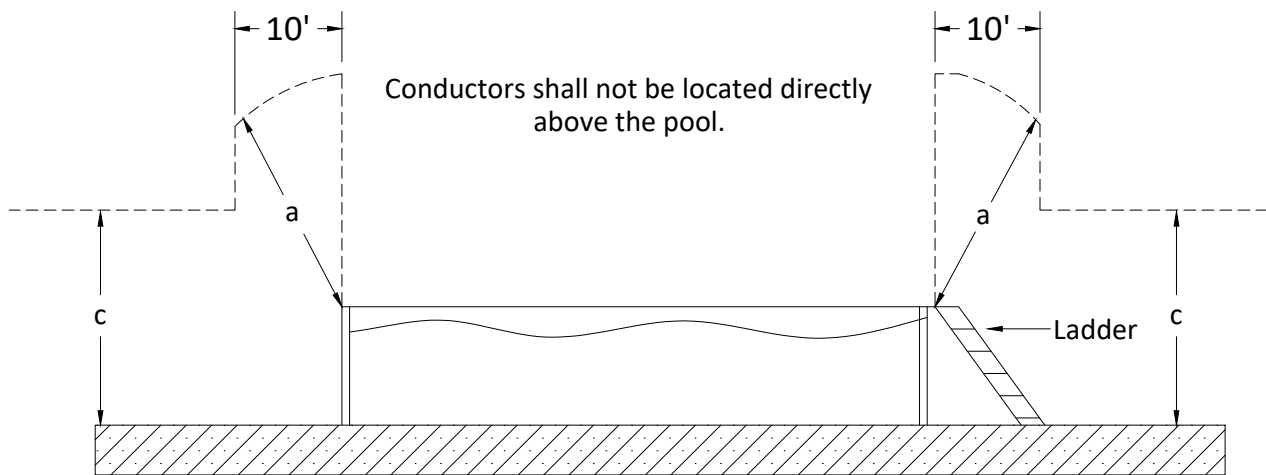 10'
10'
Conductors shall not be located directly
above the pool.
a
a
c
c
Ladder